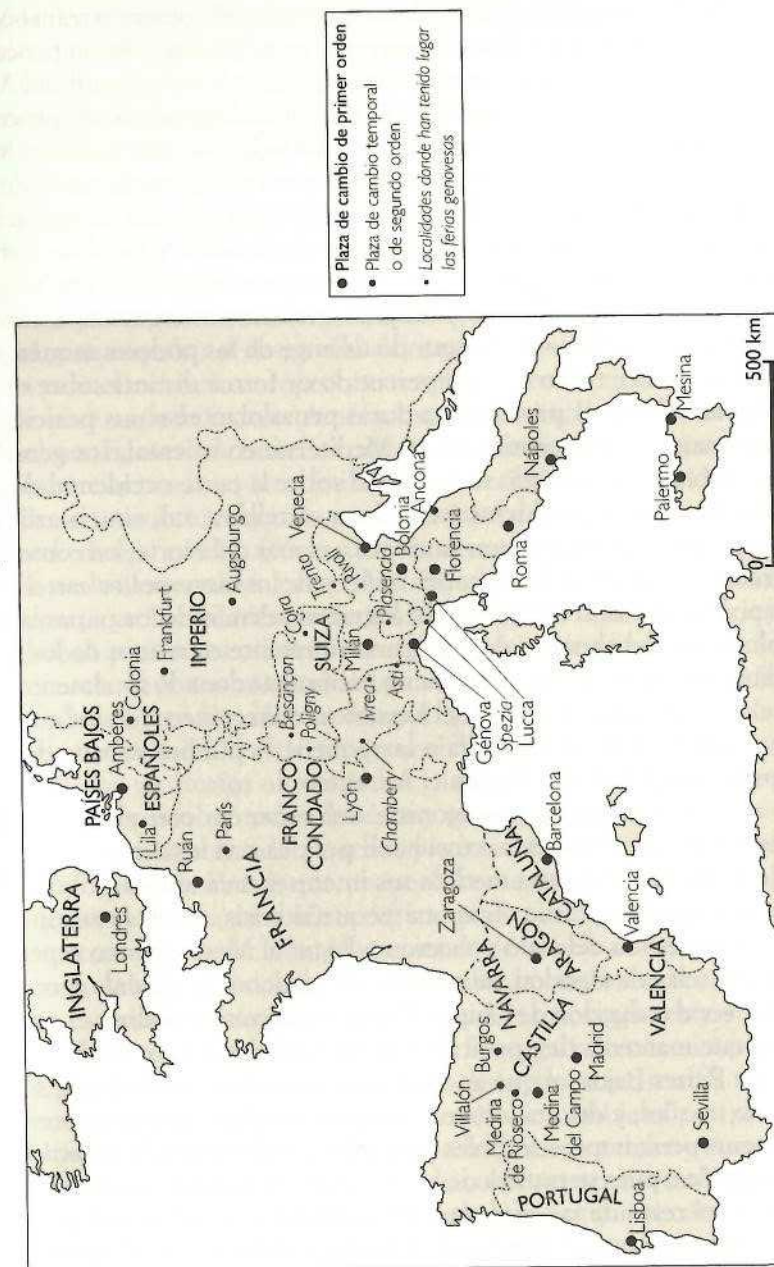 Plaza de cambio de primer orden
Plaza de cambio temporal
o de segundo orden
Localidades donde han tenido lugar
las ferias genovesas
INGLATERRA
Londres
PAÍSES BAJOS
Amberes
ESPAÑOLES
Colonia
Lila
Frankfurt
IMPERIO
Augsburgo
Ruán
París
FRANCIA
FRANCO
CONDADO
Besançon
Poligny
Coira
SUIZA
Trento
Rívoli
Venecia
Lyón
Chambery
Ivrea
Milán
Asti
Plasencia
Bolonia
Ancona
Génova
Spezia
Lucca
Florencia
Roma
Nápoles
Palermo
Mesina
Zaragoza
NAVARRA
ARAGÓN
CATALUÑA
Barcelona
Villalón
Burgos
Medina
de Rioseco
CASTILLA
Medina
del Campo
Madrid
VALENCIA
Valencia
PORTUGAL
Lisboa
Sevilla
0
500 km